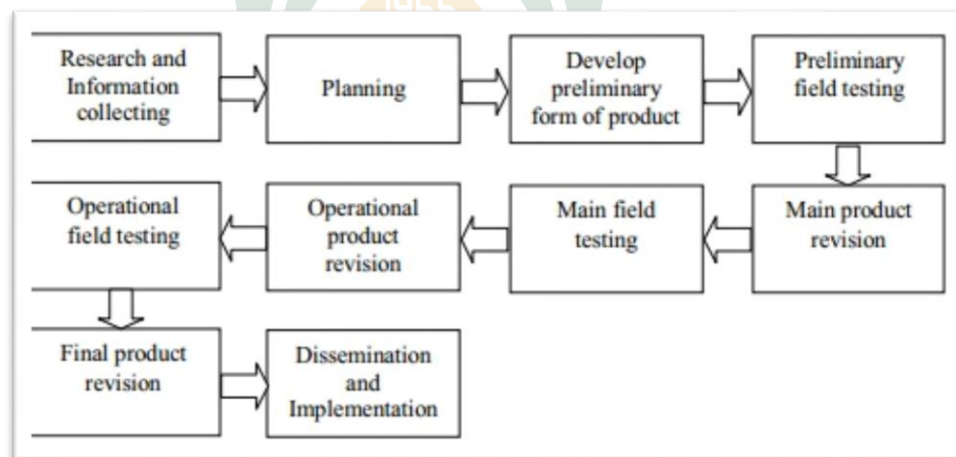 1955
Research and
Information
collecting
Planning
Develop
preliminary
form of product
Preliminary
field testing
Main product
revision
Main field
testing
Operational
product
revision
Operational
field testing
Final product
revision
Dissemination
and
Implementation